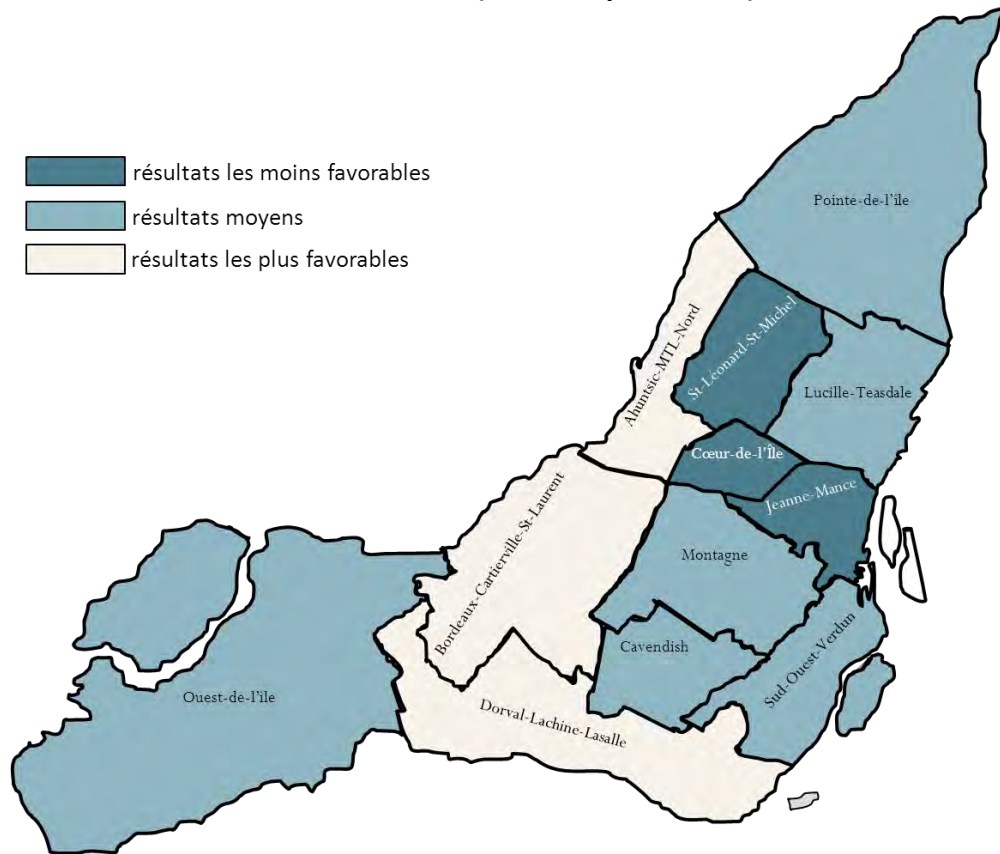 résultats les moins favorables
résultats moyens
résultats les plus favorables
Pointe-de-l'île
Ahuntsic-MTL-Nord
St-Léonard-St-Michel
Lucille-Teasdale
Cœur-de-l'Île
Jeanne-Mance
Bordeaux-Cartierville-St-Laurent
Montagne
Cavendish
Sud-Ouest-Verdun
Ouest-de-l'île
Dorval-Lachine-Lasalle